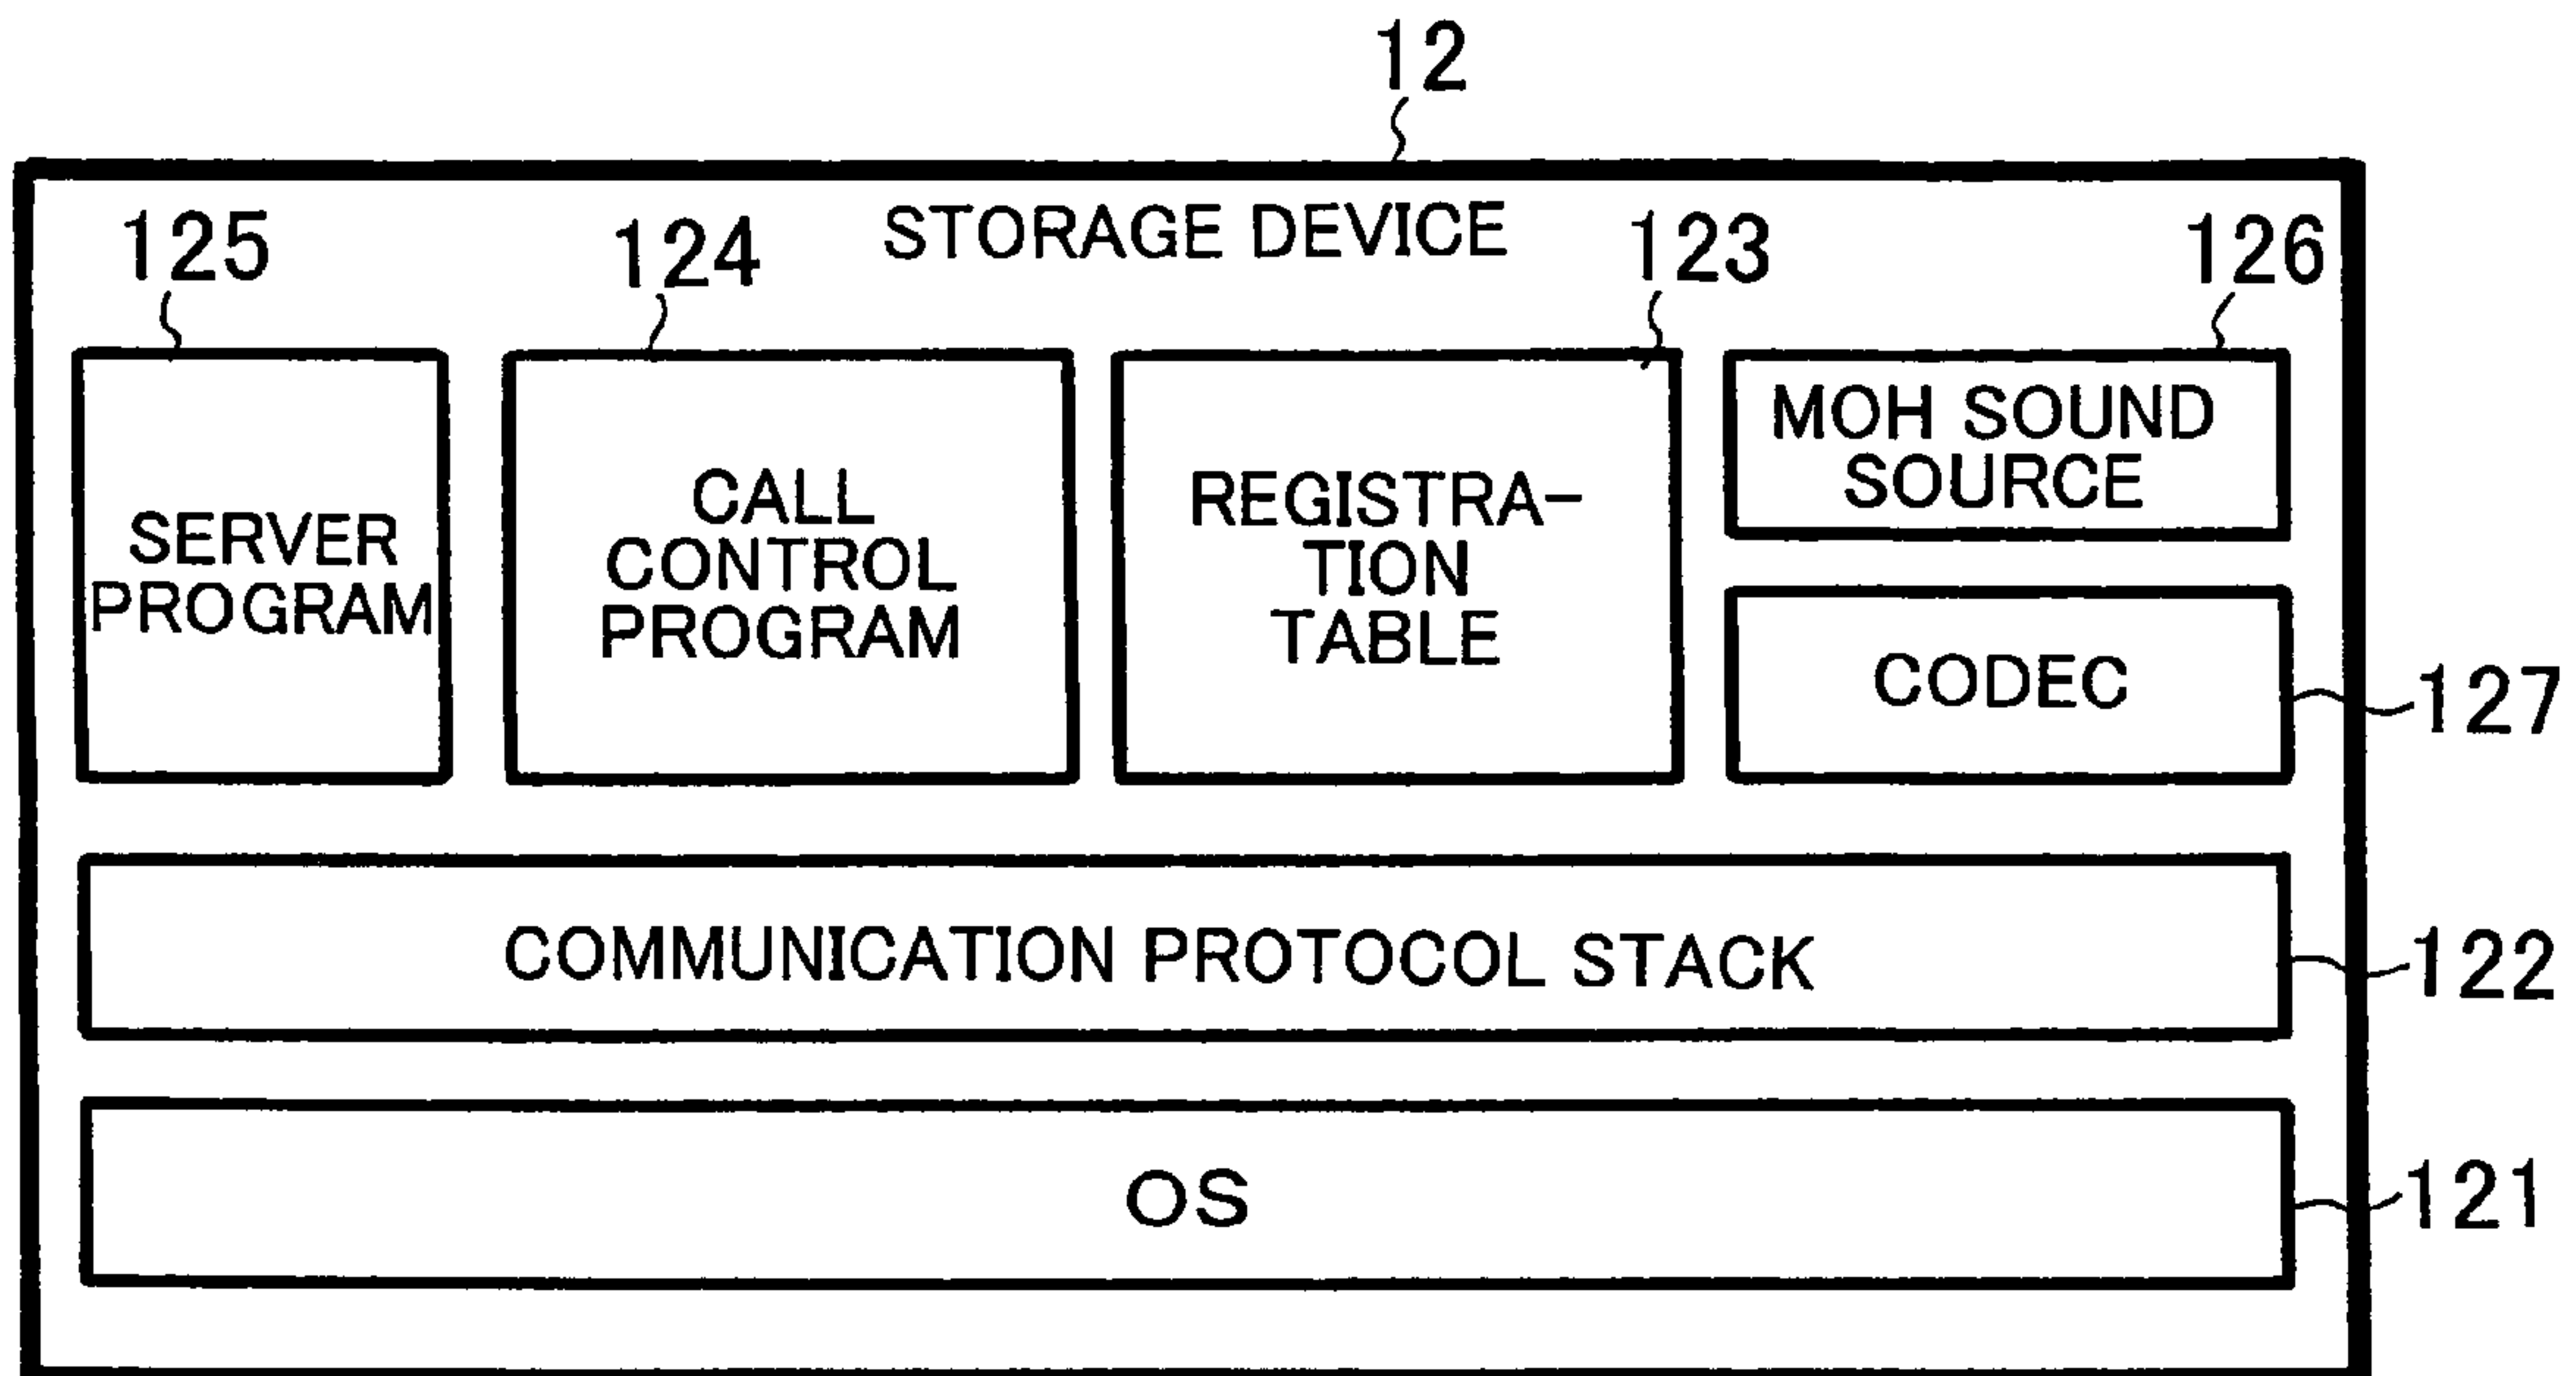 12
STORAGE DEVICE
125
124
123
126
SERVER
PROGRAM
CALL
CONTROL
PROGRAM
REGISTRA-
TION
TABLE
MOH SOUND
SOURCE
CODEC
127
COMMUNICATION PROTOCOL STACK
122
OS
121